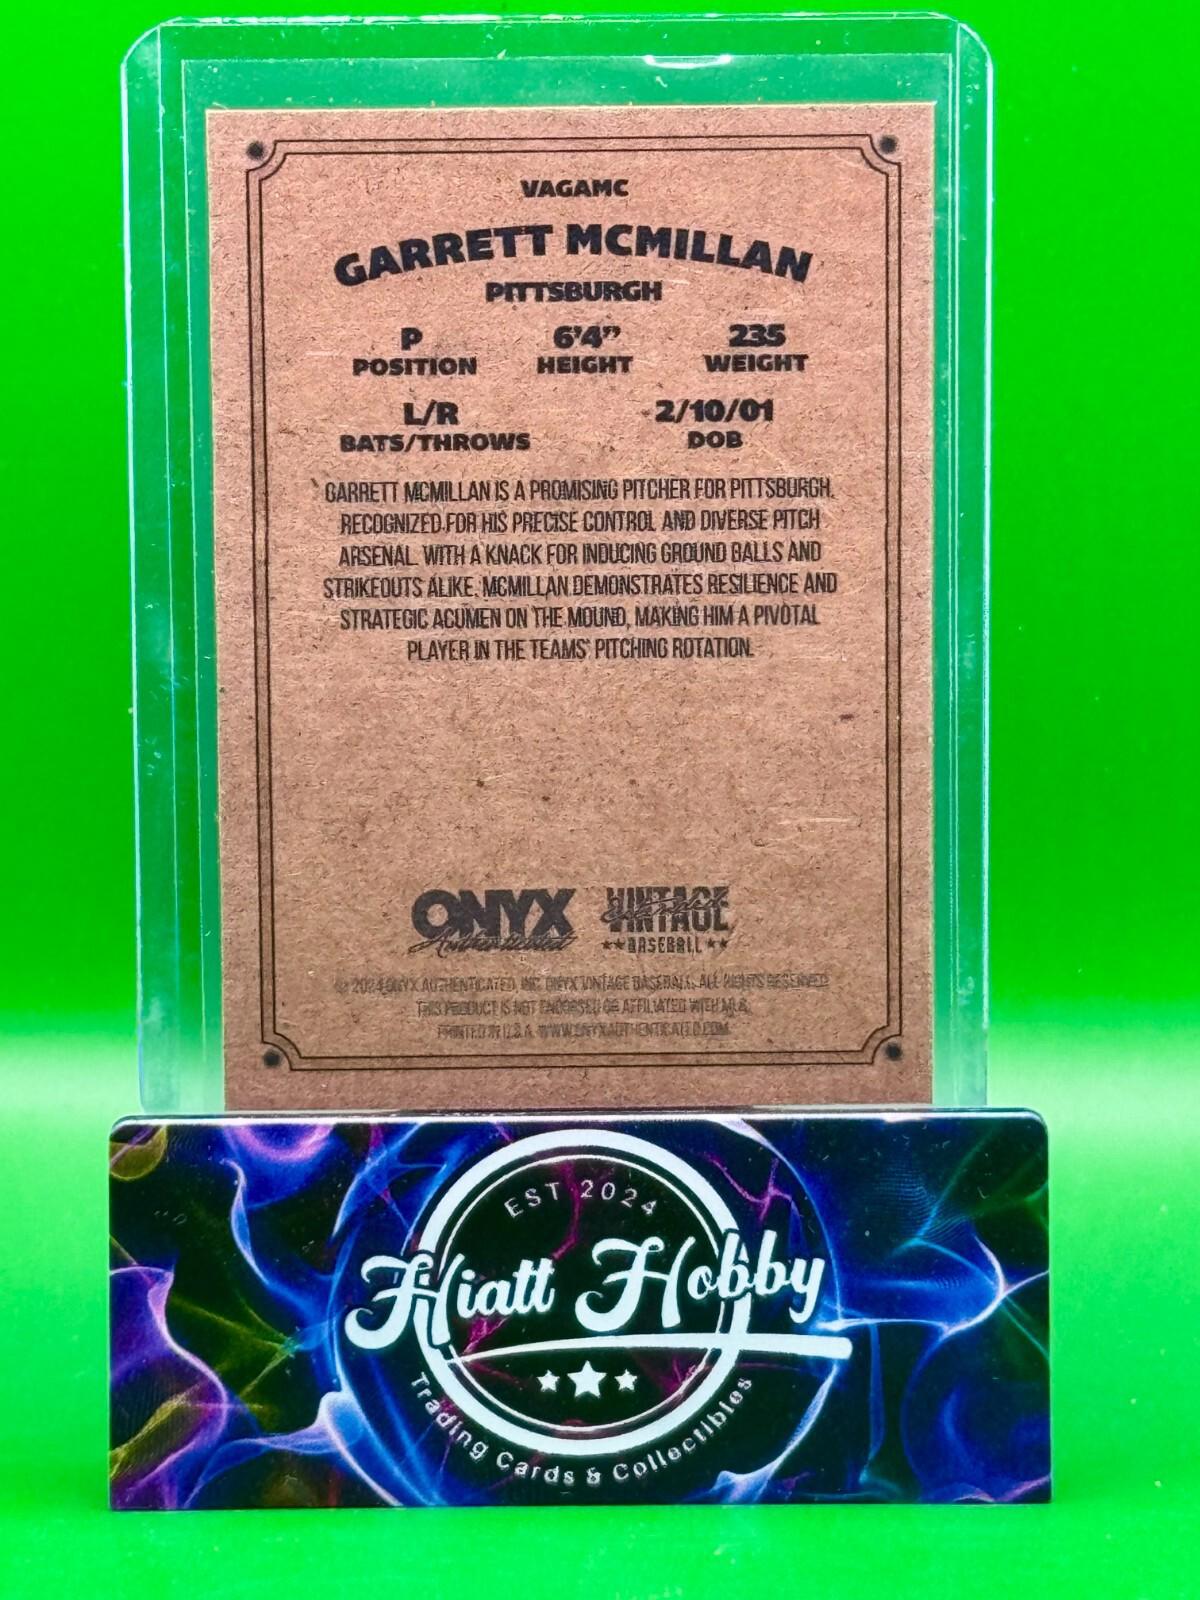 VAGAMC
GARRETT MCMILLAN
PITTSBURGH
P 6'4" 235
POSITION HEIGHT WEIGHT
L/R 2/10/01
BATS/THROWS DOB
GARRETT MCMILLAN IS A PROMISING PITCHER FOR PITTSBURGH,
RECOGNIZED FOR HIS PRECISE CONTROL AND DIVERSE PITCH
ARSENAL. WITH A KNACK FOR INDUCING GROUND BALLS AND
STRIKEOUTS ALIKE, MCMILLAN DEMONSTRATES RESILIENCE AND
STRATEGIC ACUMEN ON THE MOUND, MAKING HIM A PIVOTAL
PLAYER IN THE TEAMS' PITCHING ROTATION.
ONYX VINTAGE
Authenticated BASEBALL
© 2024 ONYX AUTHENTICATED, INC. ONYX VINTAGE BASEBALL. ALL RIGHTS RESERVED.
THIS PRODUCT IS NOT ENDORSED OR AFFILIATED WITH MLB.
PRINTED IN U.S.A. WWW.ONYXAUTHENTICATED.COM
EST 2024
Hiatt Hobby
Trading Cards & Collectibles